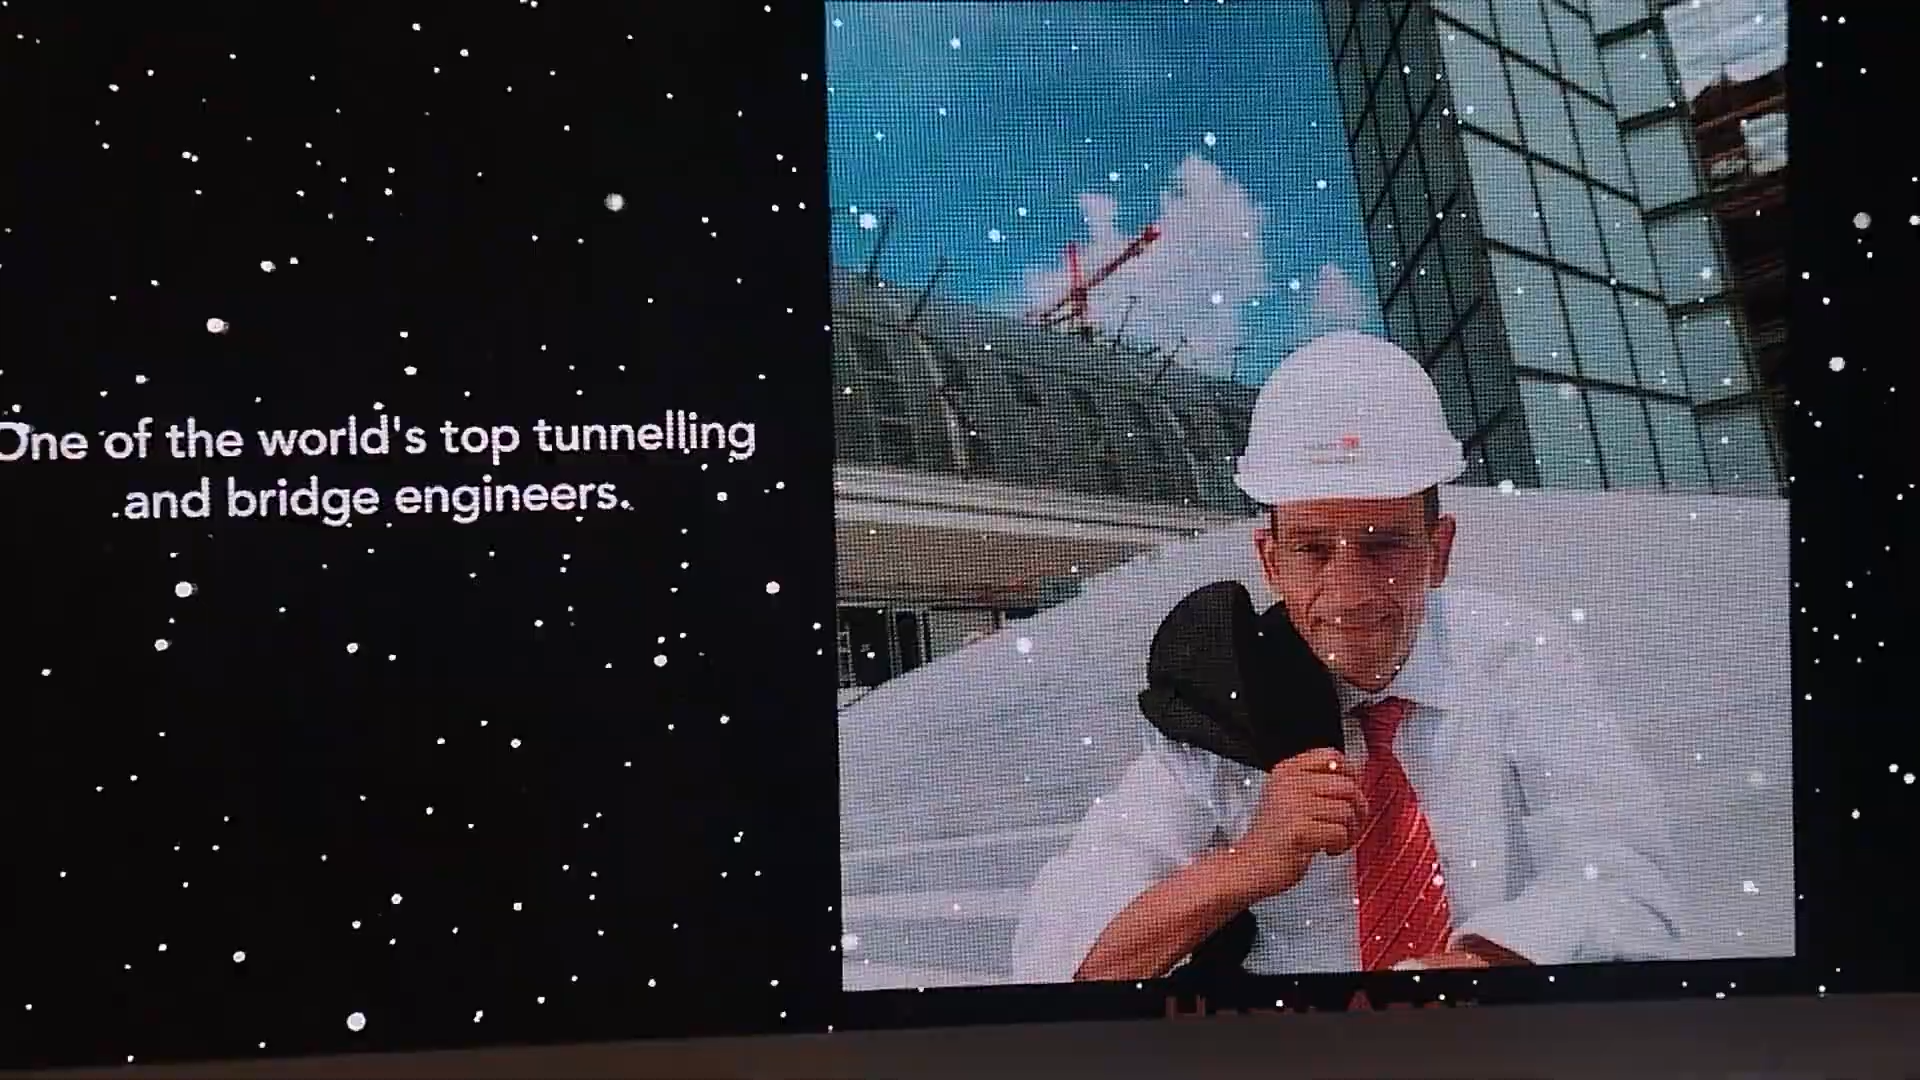 One of the world's top tunnelling
and bridge engineers.